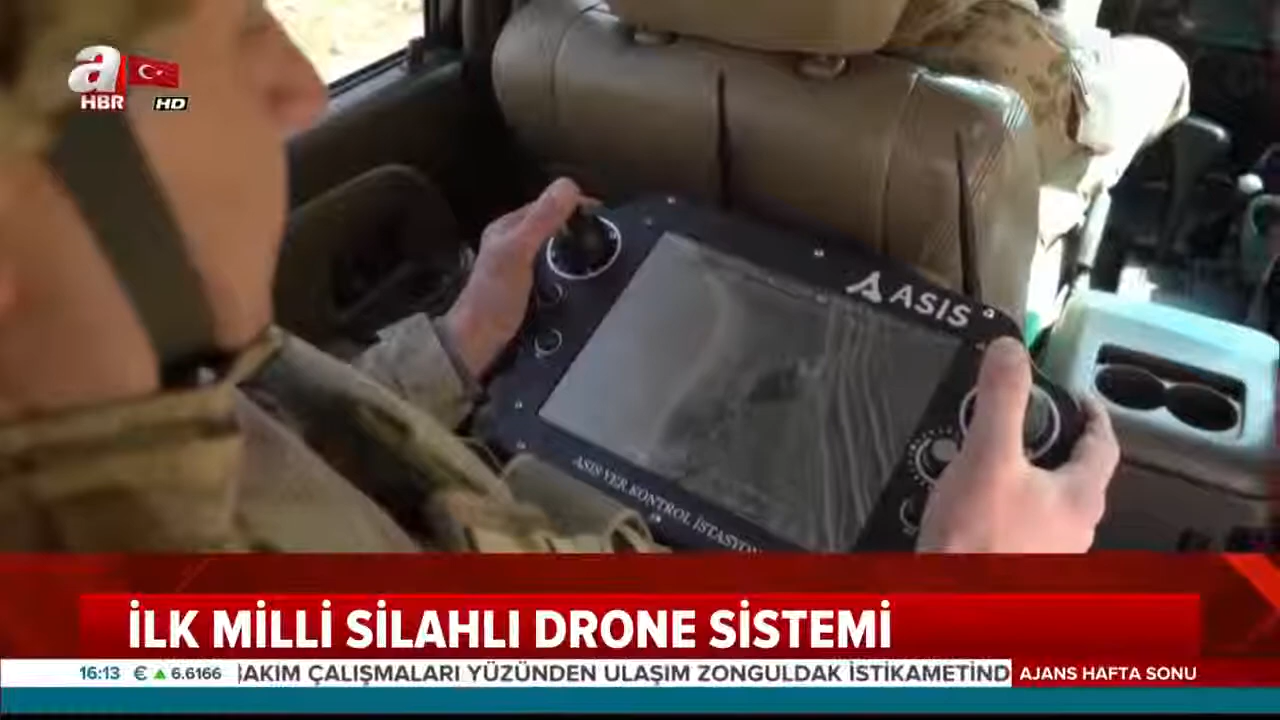 a
HBR
HD
ASIS
ASIS YER KONTROL İSTASYON
İLK MİLLİ SİLAHLI DRONE SİSTEMİ
16:13 € 6.6166 AKIM ÇALIŞMALARI YÜZÜNDEN ULAŞIM ZONGULDAK İSTİKAMETİND AJANS HAFTA SONU